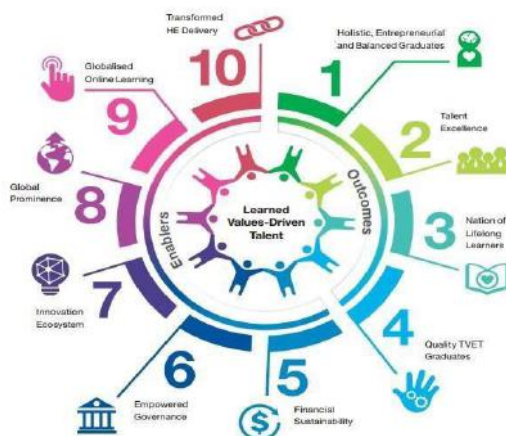 Transformed
HE Delivery
10
Holistic, Entrepreneurial
and Balanced Graduates
1
Globalised
Online Learning
9
Talent
Excellence
2
Global
Prominence
8
Learned
Values-Driven
Talent
Enablers
Outcomes
Nation of
Lifelong
Learners
3
Innovation
Ecosystem
7
Quality TVET
Graduates
4
Empowered
Governance
6
Financial
Sustainability
5
$